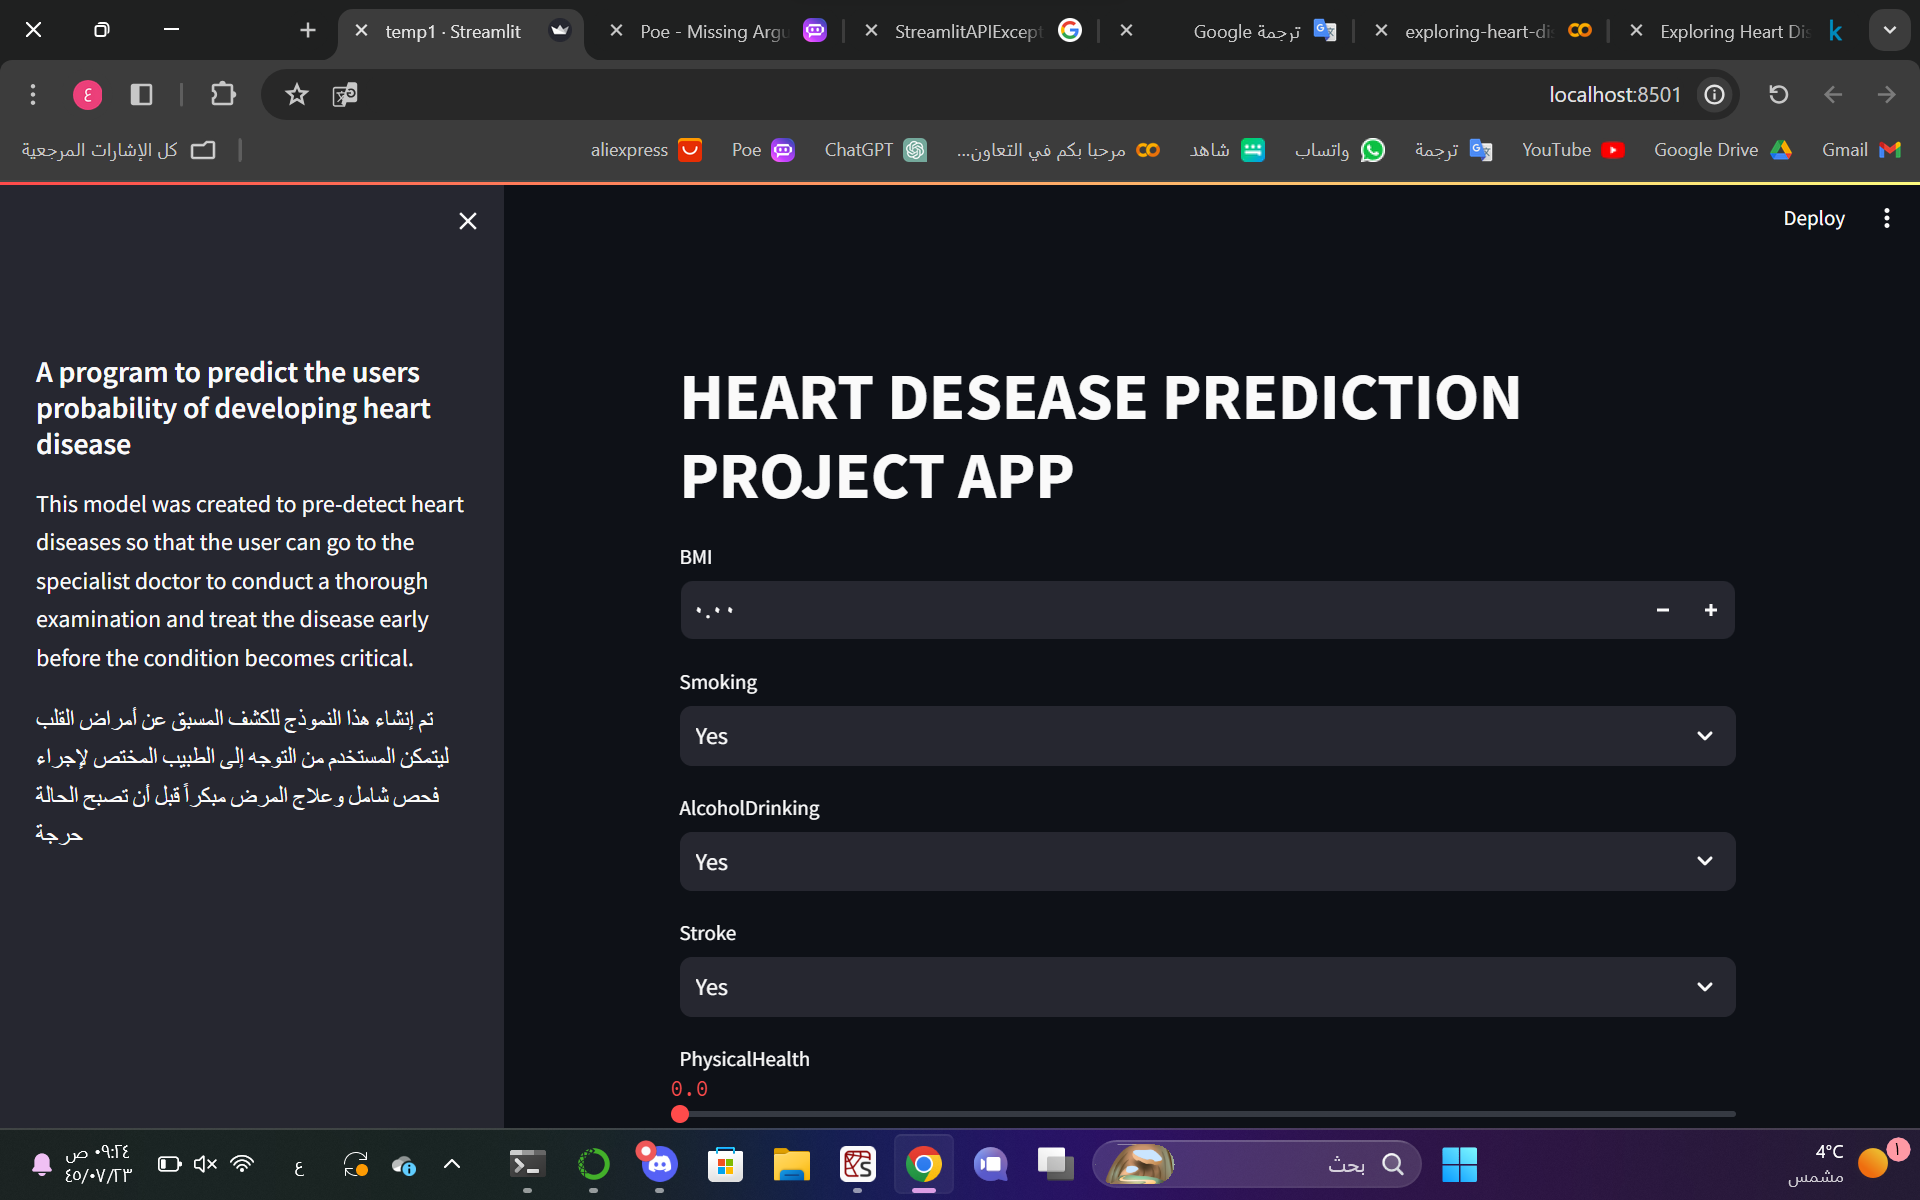 temp1 · Streamlit
Poe - Missing Argu
StreamlitAPIExcept
ترجمة Google
exploring-heart-di
Exploring Heart Dis
ع
localhost:8501
كل الإشارات المرجعية
aliexpress
Poe
ChatGPT
مرحبا بكم في التعاون...
شاهد
واتساب
ترجمة
YouTube
Google Drive
Gmail
Deploy
A program to predict the users
probability of developing heart
disease
This model was created to pre-detect heart
diseases so that the user can go to the
specialist doctor to conduct a thorough
examination and treat the disease early
before the condition becomes critical.
تم إنشاء هذا النموذج للكشف المسبق عن أمراض القلب
ليتمكن المستخدم من التوجه إلى الطبيب المختص لإجراء
فحص شامل وعلاج المرض مبكراً قبل أن تصبح الحالة
حرجة
HEART DESEASE PREDICTION
PROJECT APP
BMI
٠.٠٠
Smoking
Yes
AlcoholDrinking
Yes
Stroke
Yes
PhysicalHealth
0.0
٠٩:٢٤ ص
٤٥/٠٧/٢٣
ع
بحث
4°C
مشمس
١